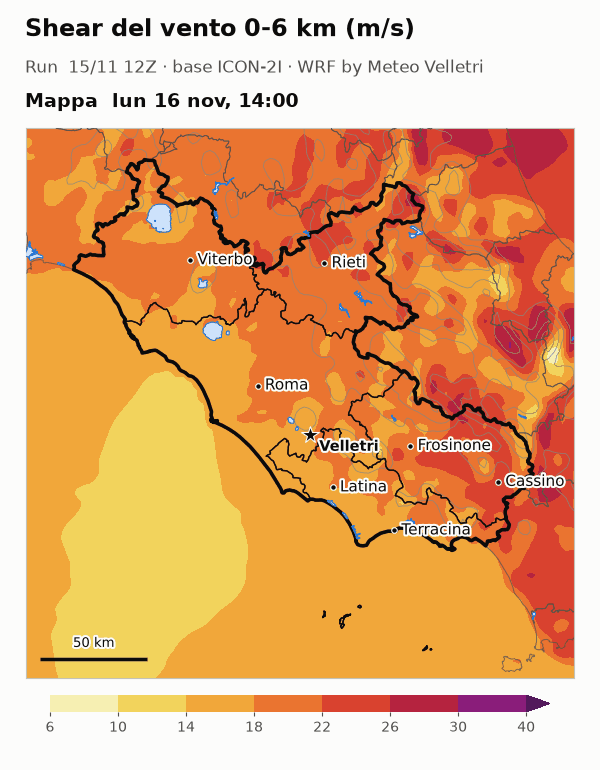 Shear del vento 0-6 km (m/s)
Run  15/11 12Z · base ICON-2I · WRF by Meteo Velletri
Mappa  lun 16 nov, 14:00
Viterbo
Rieti
Roma
Velletri
Frosinone
Latina
Cassino
Terracina
50 km
6 10 14 18 22 26 30 40